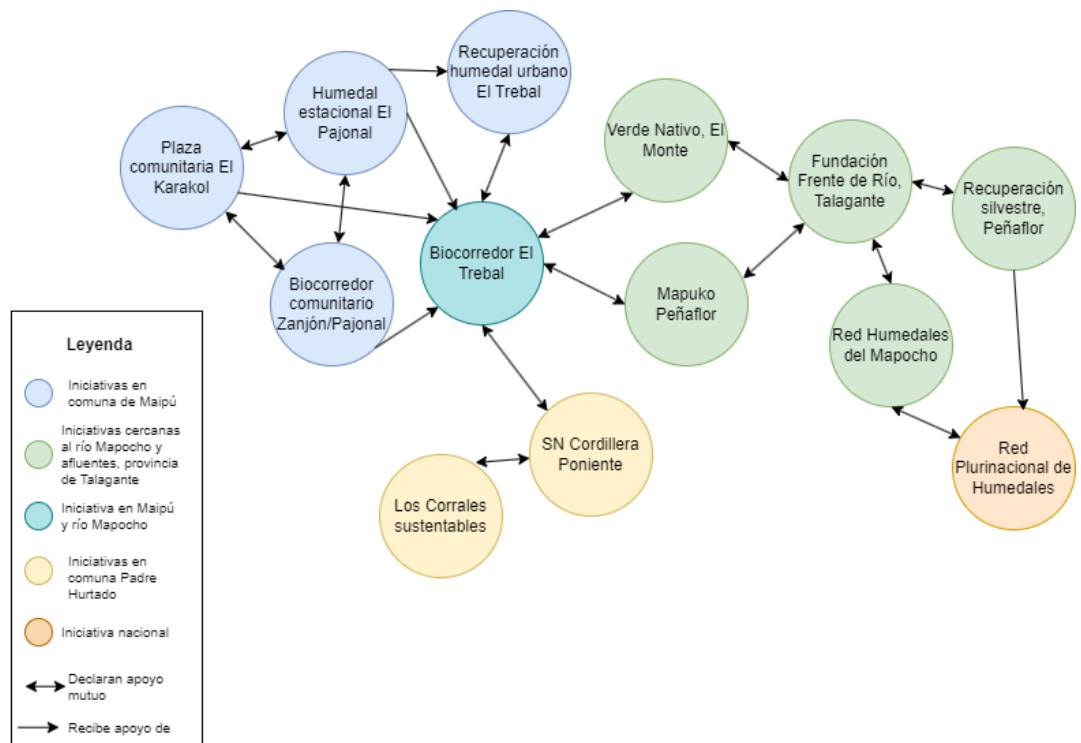 Recuperación
humedal urbano
El Trebal
Humedal
estacional El
Pajonal
Plaza
comunitaria El
Karakol
Verde Nativo, El
Monte
Fundación
Frente de Río,
Talagante
Recuperación
silvestre,
Peñaflor
Biocorredor El
Trebal
Biocorredor
comunitario
Zanjón/Pajonal
Mapuko
Peñaflor
Red Humedales
del Mapocho
SN Cordillera
Poniente
Los Corrales
sustentables
Red
Plurinacional de
Humedales
Leyenda
Iniciativas en
comuna de Maipú
Iniciativas cercanas
al río Mapocho y
afluentes, provincia
de Talagante
Iniciativa en Maipú
y río Mapocho
Iniciativas en
comuna Padre
Hurtado
Iniciativa nacional
Declaran apoyo
mutuo
Recibe apoyo de